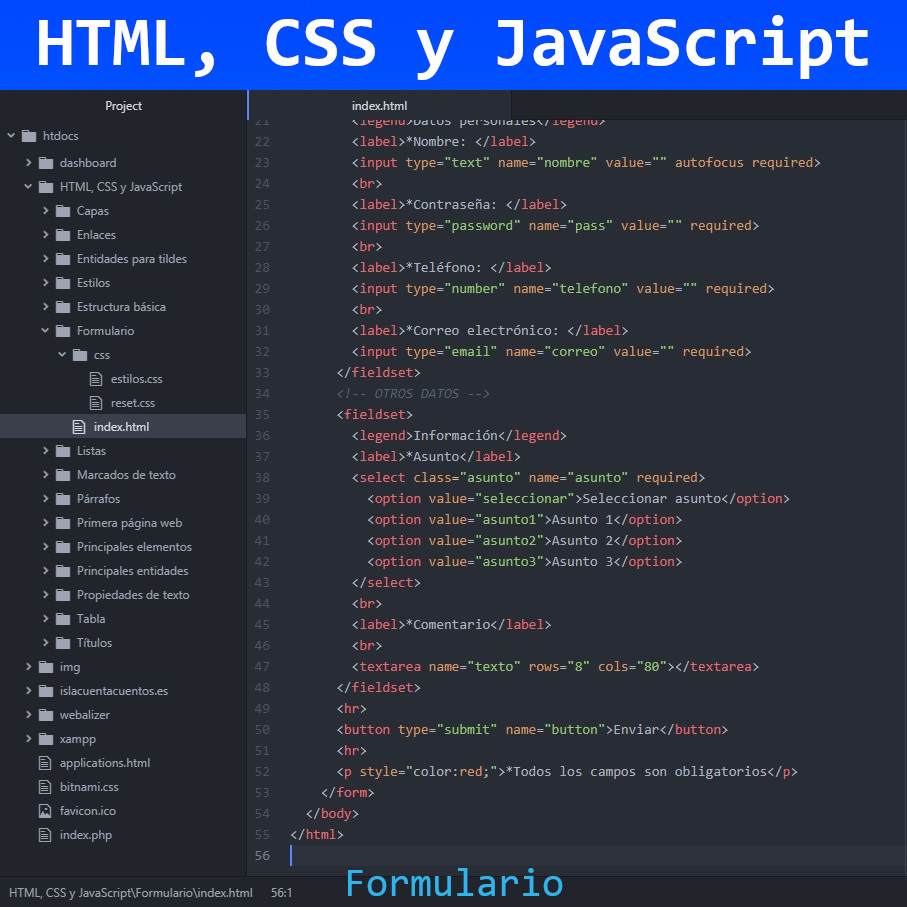 HTML, CSS y JavaScript
Project
htdocs
dashboard
HTML, CSS y JavaScript
Capas
Enlaces
Entidades para tildes
Estilos
Estructura básica
Formulario
css
estilos.css
reset.css
index.html
Listas
Marcados de texto
Párrafos
Primera página web
Principales elementos
Principales entidades
Propiedades de texto
Tabla
Títulos
img
islacuentacuentos.es
webalizer
xampp
applications.html
bitnami.css
favicon.ico
index.php
index.html
21 <legend>Datos personales</legend>
22 <label>*Nombre: </label>
23 <input type="text" name="nombre" value="" autofocus required>
24 <br>
25 <label>*Contraseña: </label>
26 <input type="password" name="pass" value="" required>
27 <br>
28 <label>*Teléfono: </label>
29 <input type="number" name="telefono" value="" required>
30 <br>
31 <label>*Correo electrónico: </label>
32 <input type="email" name="correo" value="" required>
33 </fieldset>
34 <!-- OTROS DATOS -->
35 <fieldset>
36 <legend>Información</legend>
37 <label>*Asunto</label>
38 <select class="asunto" name="asunto" required>
39 <option value="seleccionar">Seleccionar asunto</option>
40 <option value="asunto1">Asunto 1</option>
41 <option value="asunto2">Asunto 2</option>
42 <option value="asunto3">Asunto 3</option>
43 </select>
44 <br>
45 <label>*Comentario</label>
46 <br>
47 <textarea name="texto" rows="8" cols="80"></textarea>
48 </fieldset>
49 <hr>
50 <button type="submit" name="button">Enviar</button>
51 <hr>
52 <p style="color:red;">*Todos los campos son obligatorios</p>
53 </form>
54 </body>
55 </html>
56
HTML, CSS y JavaScript\Formulario\index.html 56:1
Formulario